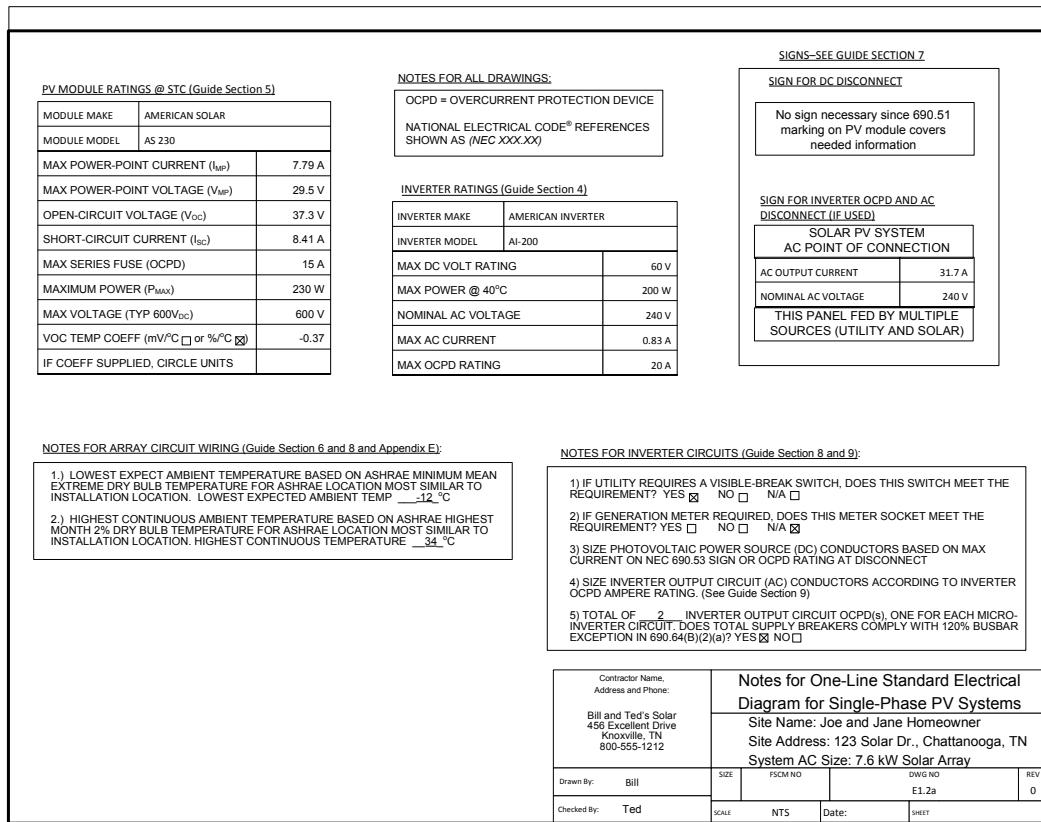 PV MODULE RATINGS @ STC (Guide Section 5)
MODULE MAKE AMERICAN SOLAR
MODULE MODEL AS 230
MAX POWER-POINT CURRENT (IMP) 7.79 A
MAX POWER-POINT VOLTAGE (VMP) 29.5 V
OPEN-CIRCUIT VOLTAGE (VOC) 37.3 V
SHORT-CIRCUIT CURRENT (ISC) 8.41 A
MAX SERIES FUSE (OCPD) 15 A
MAXIMUM POWER (PMAX) 230 W
MAX VOLTAGE (TYP 600VDC) 600 V
VOC TEMP COEFF (mV/°C ☐ or %/°C ☒) -0.37
IF COEFF SUPPLIED, CIRCLE UNITS
NOTES FOR ALL DRAWINGS:
OCPD = OVERCURRENT PROTECTION DEVICE
NATIONAL ELECTRICAL CODE® REFERENCES
SHOWN AS (NEC XXX.XX)
INVERTER RATINGS (Guide Section 4)
INVERTER MAKE AMERICAN INVERTER
INVERTER MODEL AI-200
MAX DC VOLT RATING 60 V
MAX POWER @ 40°C 200 W
NOMINAL AC VOLTAGE 240 V
MAX AC CURRENT 0.83 A
MAX OCPD RATING 20 A
SIGNS–SEE GUIDE SECTION 7
SIGN FOR DC DISCONNECT
No sign necessary since 690.51
marking on PV module covers
needed information
SIGN FOR INVERTER OCPD AND AC
DISCONNECT (IF USED)
SOLAR PV SYSTEM
AC POINT OF CONNECTION
AC OUTPUT CURRENT 31.7 A
NOMINAL AC VOLTAGE 240 V
THIS PANEL FED BY MULTIPLE
SOURCES (UTILITY AND SOLAR)
NOTES FOR ARRAY CIRCUIT WIRING (Guide Section 6 and 8 and Appendix E):
1.) LOWEST EXPECT AMBIENT TEMPERATURE BASED ON ASHRAE MINIMUM MEAN
EXTREME DRY BULB TEMPERATURE FOR ASHRAE LOCATION MOST SIMILAR TO
INSTALLATION LOCATION. LOWEST EXPECTED AMBIENT TEMP ___-12_°C
2.) HIGHEST CONTINUOUS AMBIENT TEMPERATURE BASED ON ASHRAE HIGHEST
MONTH 2% DRY BULB TEMPERATURE FOR ASHRAE LOCATION MOST SIMILAR TO
INSTALLATION LOCATION. HIGHEST CONTINUOUS TEMPERATURE __34_°C
NOTES FOR INVERTER CIRCUITS (Guide Section 8 and 9):
1) IF UTILITY REQUIRES A VISIBLE-BREAK SWITCH, DOES THIS SWITCH MEET THE
REQUIREMENT? YES ☒ NO ☐ N/A ☐
2) IF GENERATION METER REQUIRED, DOES THIS METER SOCKET MEET THE
REQUIREMENT? YES ☐ NO ☐ N/A ☒
3) SIZE PHOTOVOLTAIC POWER SOURCE (DC) CONDUCTORS BASED ON MAX
CURRENT ON NEC 690.53 SIGN OR OCPD RATING AT DISCONNECT
4) SIZE INVERTER OUTPUT CIRCUIT (AC) CONDUCTORS ACCORDING TO INVERTER
OCPD AMPERE RATING. (See Guide Section 9)
5) TOTAL OF ___2___ INVERTER OUTPUT CIRCUIT OCPD(s), ONE FOR EACH MICRO-
INVERTER CIRCUIT. DOES TOTAL SUPPLY BREAKERS COMPLY WITH 120% BUSBAR
EXCEPTION IN 690.64(B)(2)(a)? YES ☒ NO ☐
Contractor Name,
Address and Phone:
Bill and Ted's Solar
456 Excellent Drive
Knoxville, TN
800-555-1212
Notes for One-Line Standard Electrical
Diagram for Single-Phase PV Systems
Site Name: Joe and Jane Homeowner
Site Address: 123 Solar Dr., Chattanooga, TN
System AC Size: 7.6 kW Solar Array
Drawn By: Bill
Checked By: Ted
SIZE FSCM NO DWG NO REV
E1.2a 0
SCALE NTS Date: SHEET